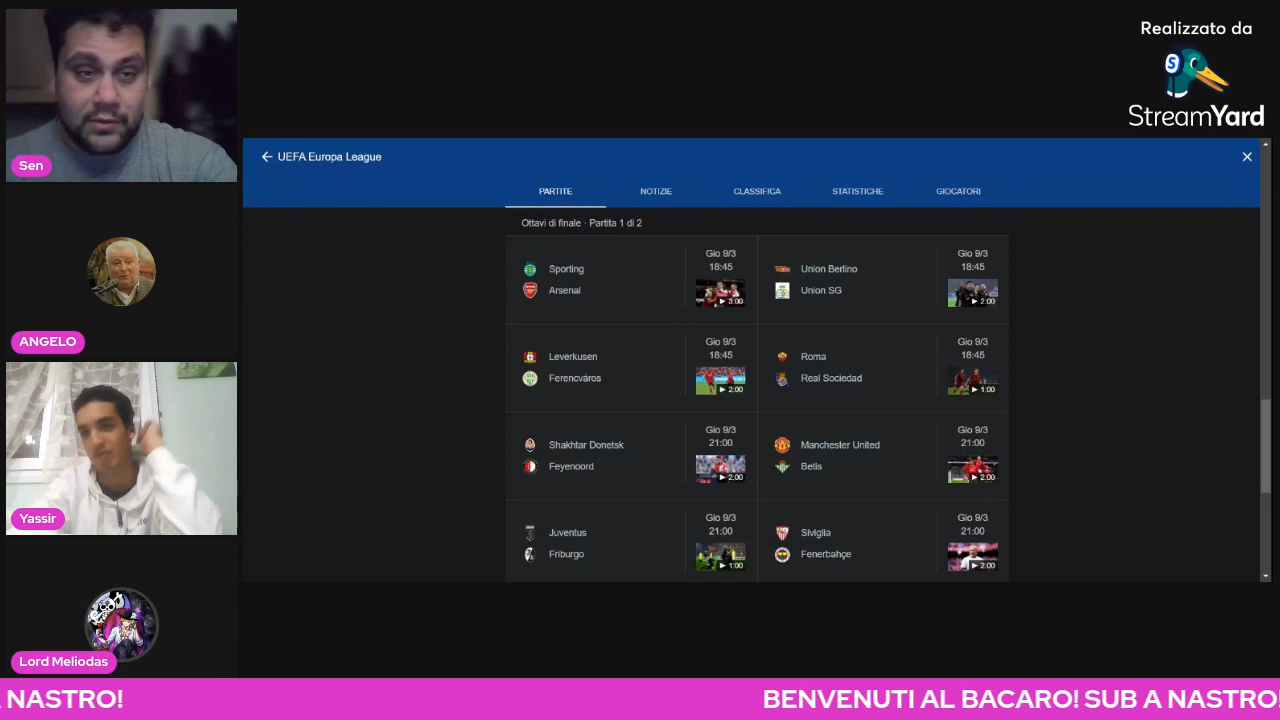 Sen
ANGELO
Yassir
Lord Meliodas
Realizzato da
S
StreamYard
UEFA Europa League
PARTITE
NOTIZIE
CLASSIFICA
STATISTICHE
GIOCATORI
Ottavi di finale · Partita 1 di 2
Sporting
Arsenal
Gio 9/3
18:45
3:00
Union Berlino
Union SG
Gio 9/3
18:45
2:00
Leverkusen
Ferencváros
Gio 9/3
18:45
2:00
Roma
Real Sociedad
Gio 9/3
18:45
1:00
Shakhtar Donetsk
Feyenoord
Gio 9/3
21:00
2:00
Manchester United
Betis
Gio 9/3
21:00
2:00
Juventus
Friburgo
Gio 9/3
21:00
1:00
Siviglia
Fenerbahçe
Gio 9/3
21:00
2:00
A NASTRO!
BENVENUTI AL BACARO! SUB A NASTRO!